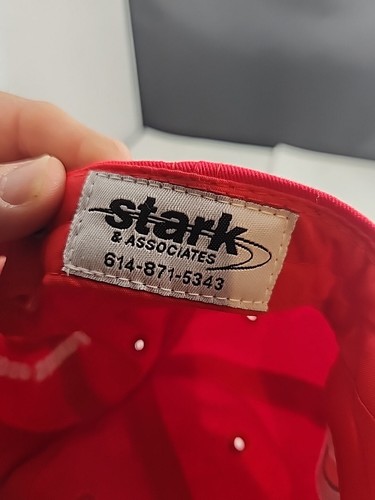 stark
& ASSOCIATES
614-871-5343